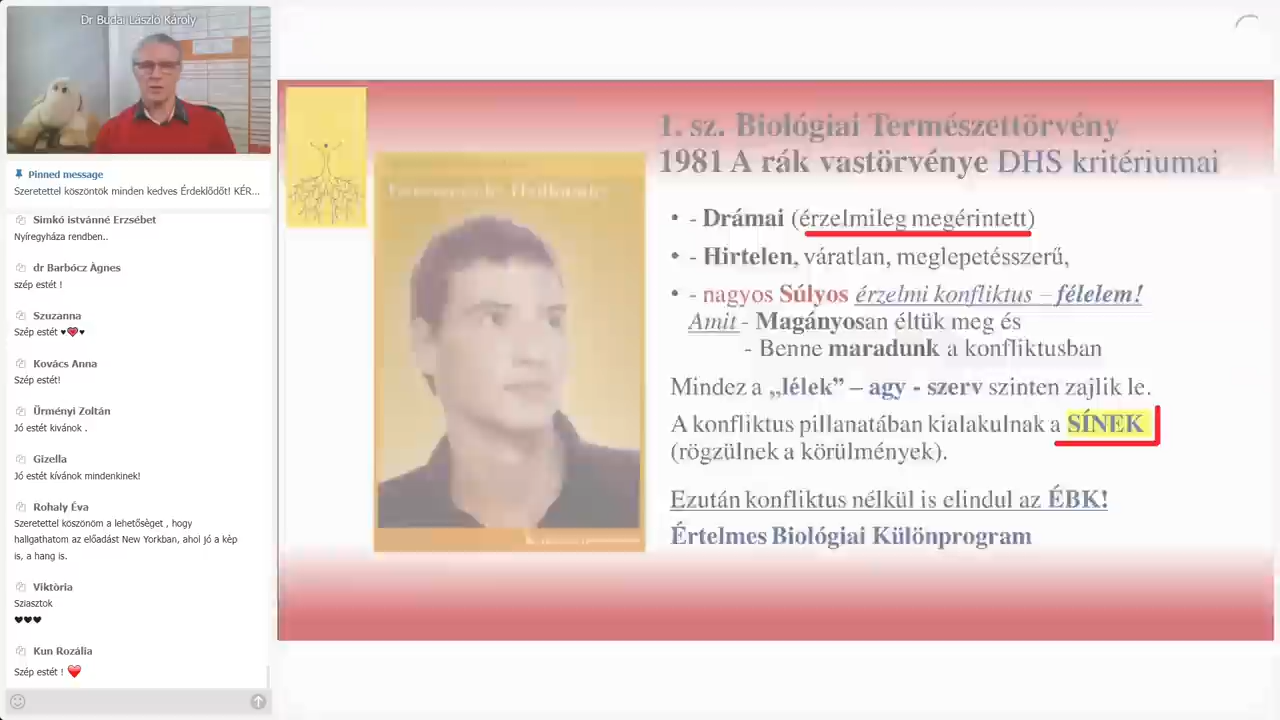 Dr Budai László Károly
Pinned message
Szeretettel köszöntök minden kedves Érdeklődőt! KÉR...
Simkó istvánné Erzsébet
Nyíregyháza rendben..
dr Barbócz Àgnes
szép estét !
Szuzanna
Szép estét ♥💓♥
Kovács Anna
Szép estét!
Ürményi Zoltán
Jó estét kivánok .
Gizella
Jó estét kívánok mindenkinek!
Rohaly Éva
Szeretettel köszönöm a lehetősèget , hogy
hallgathatom az előadást New Yorkban, ahol jó a kép
is, a hang is.
Viktòria
Sziasztok
♥♥♥
Kun Rozália
Szép estét ! ❤️
1. sz. Biológiai Természettörvény
1981 A rák vastörvénye DHS kritériumai
• - Drámai (érzelmileg megérintett)
• - Hirtelen, váratlan, meglepetésszerű,
• - nagyos Súlyos érzelmi konfliktus – félelem!
Amit - Magányosan éltük meg és
- Benne maradunk a konfliktusban
Mindez a „lélek” – agy - szerv szinten zajlik le.
A konfliktus pillanatában kialakulnak a SÍNEK
(rögzülnek a körülmények).
Ezután konfliktus nélkül is elindul az ÉBK!
Értelmes Biológiai Különprogram